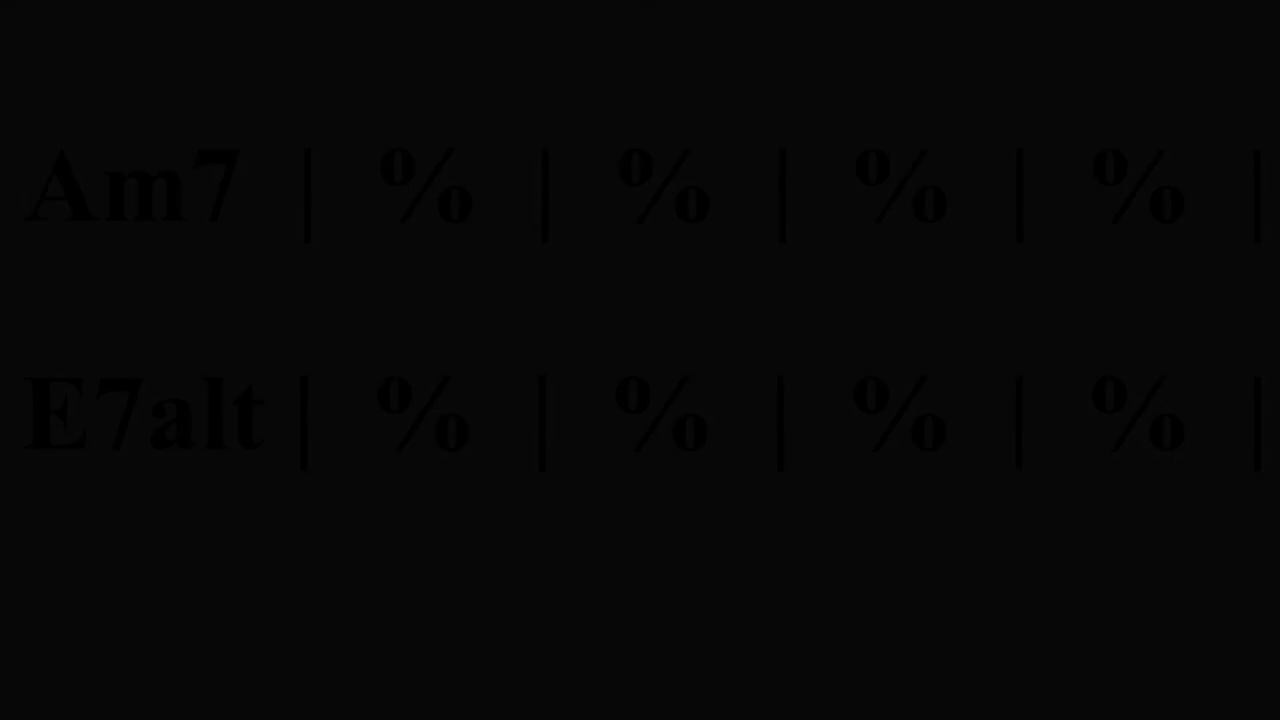 Am7 | % | % | % | % |
E7alt | % | % | % | % |